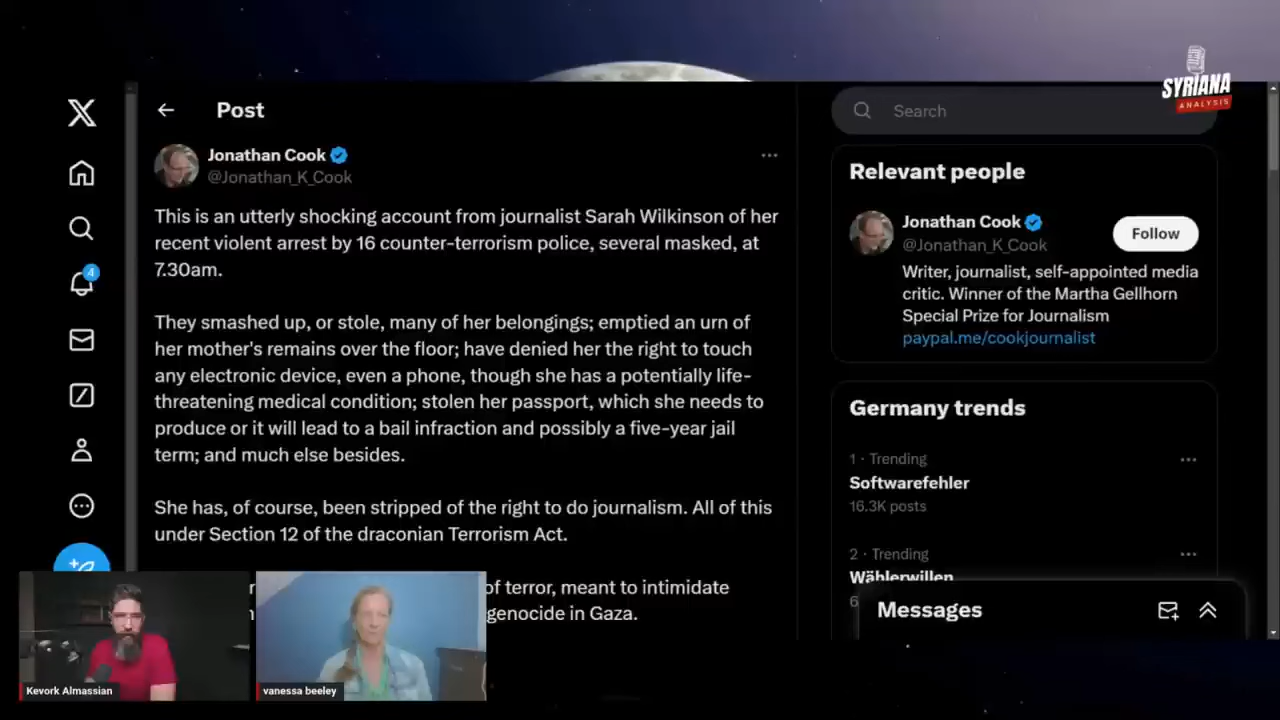 SYRIANA
ANALYSIS
Post
Jonathan Cook
@Jonathan_K_Cook
This is an utterly shocking account from journalist Sarah Wilkinson of her
recent violent arrest by 16 counter-terrorism police, several masked, at
7.30am.
They smashed up, or stole, many of her belongings; emptied an urn of
her mother's remains over the floor; have denied her the right to touch
any electronic device, even a phone, though she has a potentially life-
threatening medical condition; stolen her passport, which she needs to
produce or it will lead to a bail infraction and possibly a five-year jail
term; and much else besides.
She has, of course, been stripped of the right to do journalism. All of this
under Section 12 of the draconian Terrorism Act.
of terror, meant to intimidate
genocide in Gaza.
4
Search
Relevant people
Jonathan Cook
@Jonathan_K_Cook
Follow
Writer, journalist, self-appointed media
critic. Winner of the Martha Gellhorn
Special Prize for Journalism
paypal.me/cookjournalist
Germany trends
1 · Trending
Softwarefehler
16.3K posts
2 · Trending
Wählerwillen
Messages
Kevork Almassian
vanessa beeley